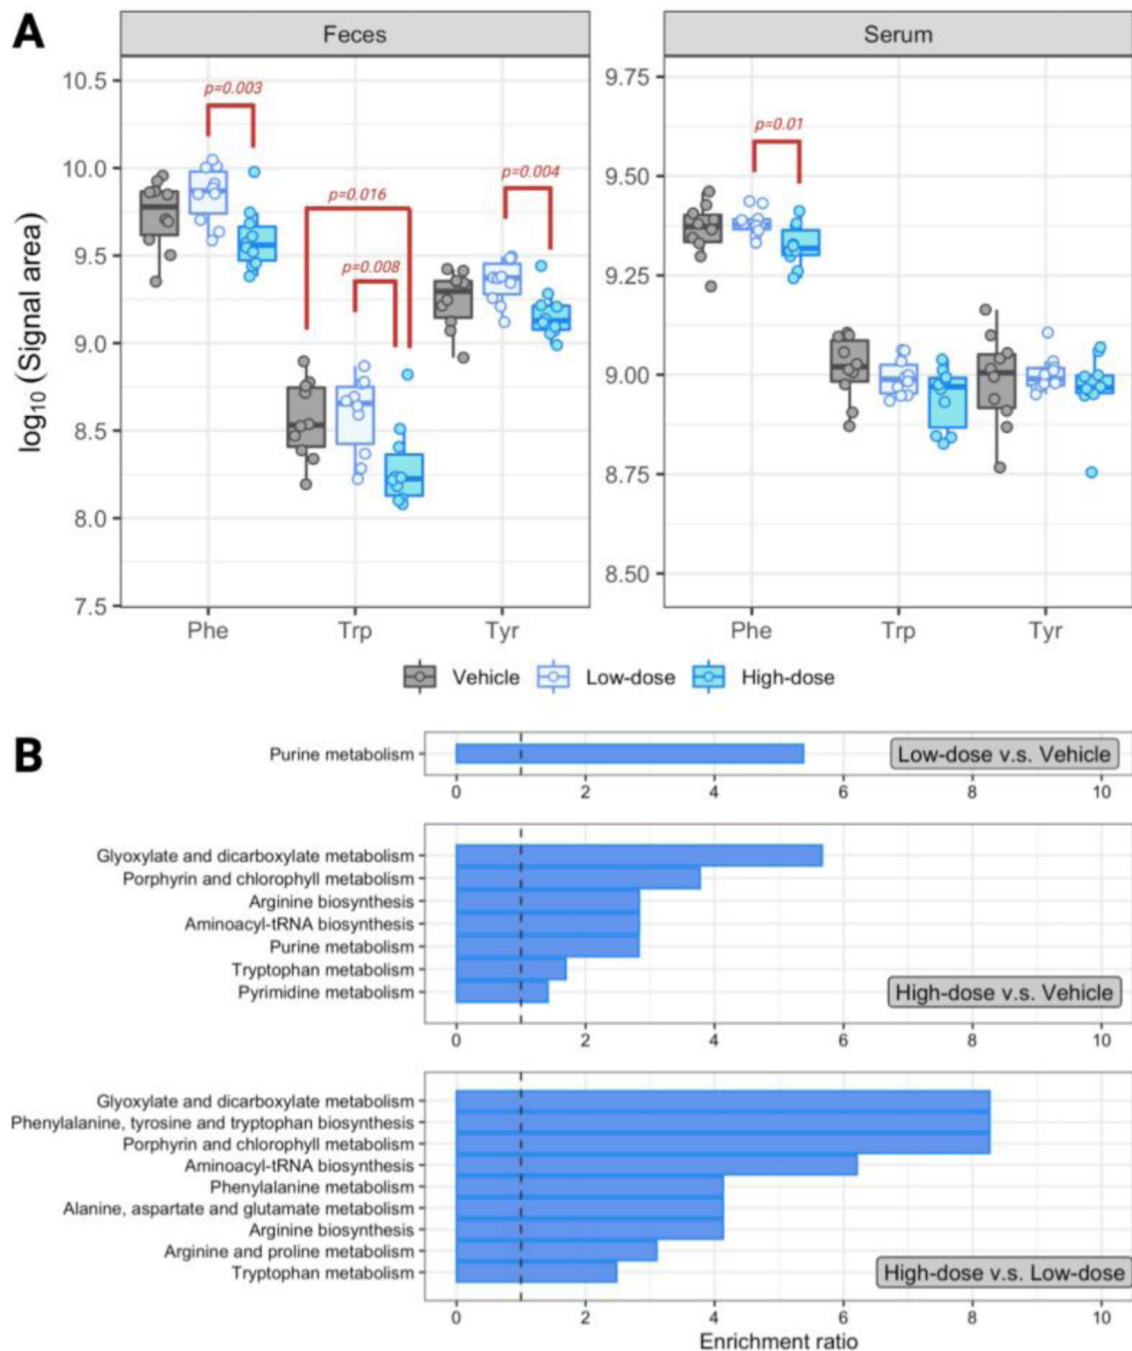 A
Feces
Serum
log10 (Signal area)
10.5
10.0
9.5
9.0
8.5
8.0
7.5
p=0.003
p=0.016
p=0.008
p=0.004
Phe
Trp
Tyr
9.75
9.50
9.25
9.00
8.75
8.50
p=0.01
Phe
Trp
Tyr
Vehicle
Low-dose
High-dose
B
Purine metabolism
Low-dose v.s. Vehicle
0 2 4 6 8 10
Glyoxylate and dicarboxylate metabolism
Porphyrin and chlorophyll metabolism
Arginine biosynthesis
Aminoacyl-tRNA biosynthesis
Purine metabolism
Tryptophan metabolism
Pyrimidine metabolism
High-dose v.s. Vehicle
0 2 4 6 8 10
Glyoxylate and dicarboxylate metabolism
Phenylalanine, tyrosine and tryptophan biosynthesis
Porphyrin and chlorophyll metabolism
Aminoacyl-tRNA biosynthesis
Phenylalanine metabolism
Alanine, aspartate and glutamate metabolism
Arginine biosynthesis
Arginine and proline metabolism
Tryptophan metabolism
High-dose v.s. Low-dose
0 2 4 6 8 10
Enrichment ratio